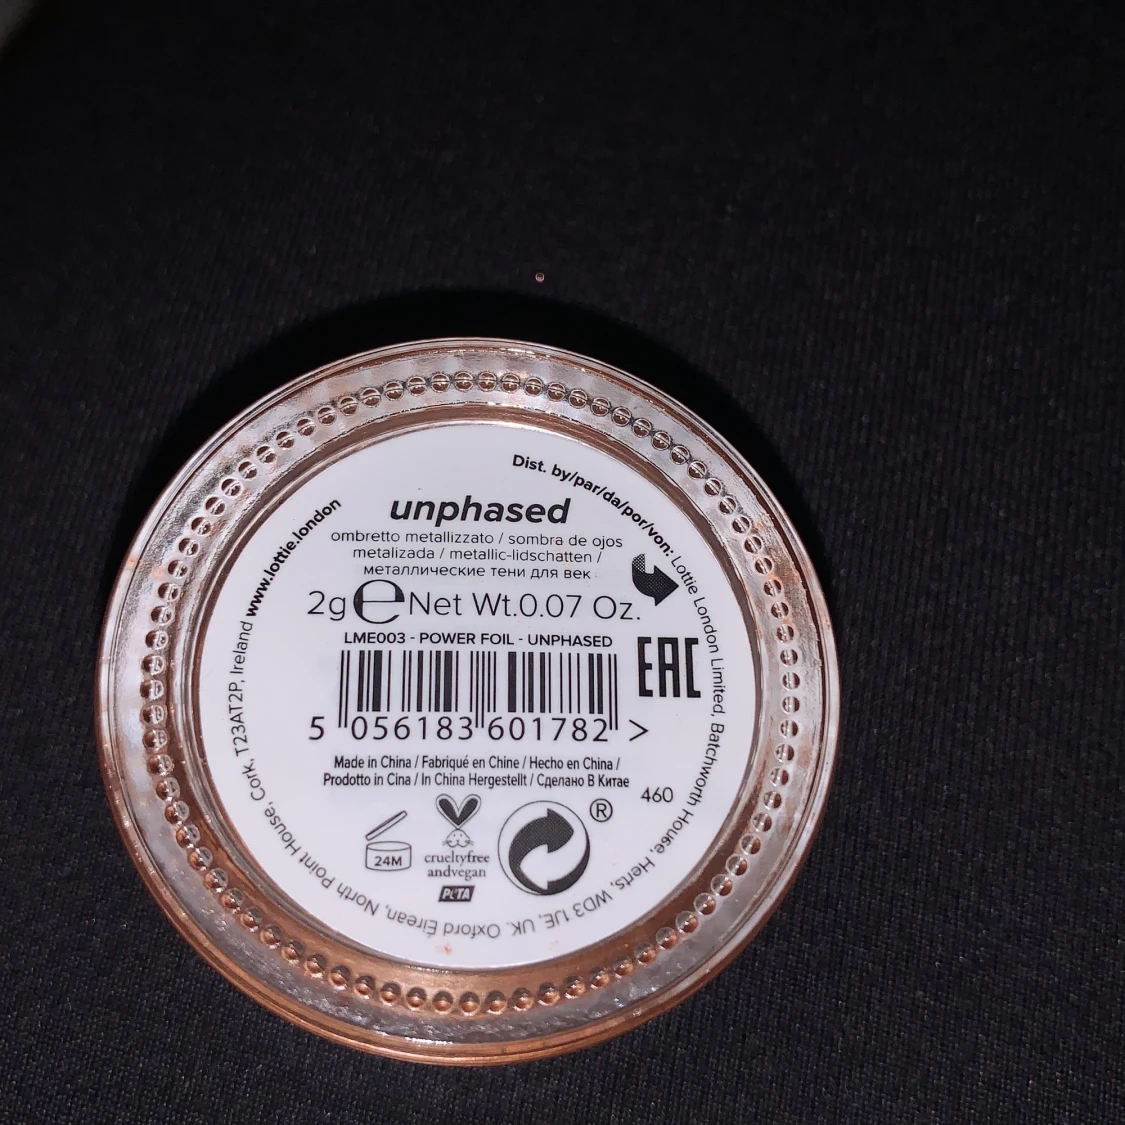 unphased
ombretto metallizzato / sombra de ojos
metalizada / metallic-lidschatten /
металлические тени для век
2g e Net Wt.0.07 Oz.
LME003 - POWER FOIL - UNPHASED
5 056183 601782 >
Made in China / Fabriqué en Chine / Hecho en China /
Prodotto in Cina / In China Hergestellt / Сделано В Китае
460
EAC
24M
crueltyfree
andvegan
PETA
®
Dist. by/par/da/por/von: Lottie London Limited, Batchworth House, Herts, WD3 1JE, UK. Oxford Éirean, North Point House, Cork, T23AT2P, Ireland www.lottie.london